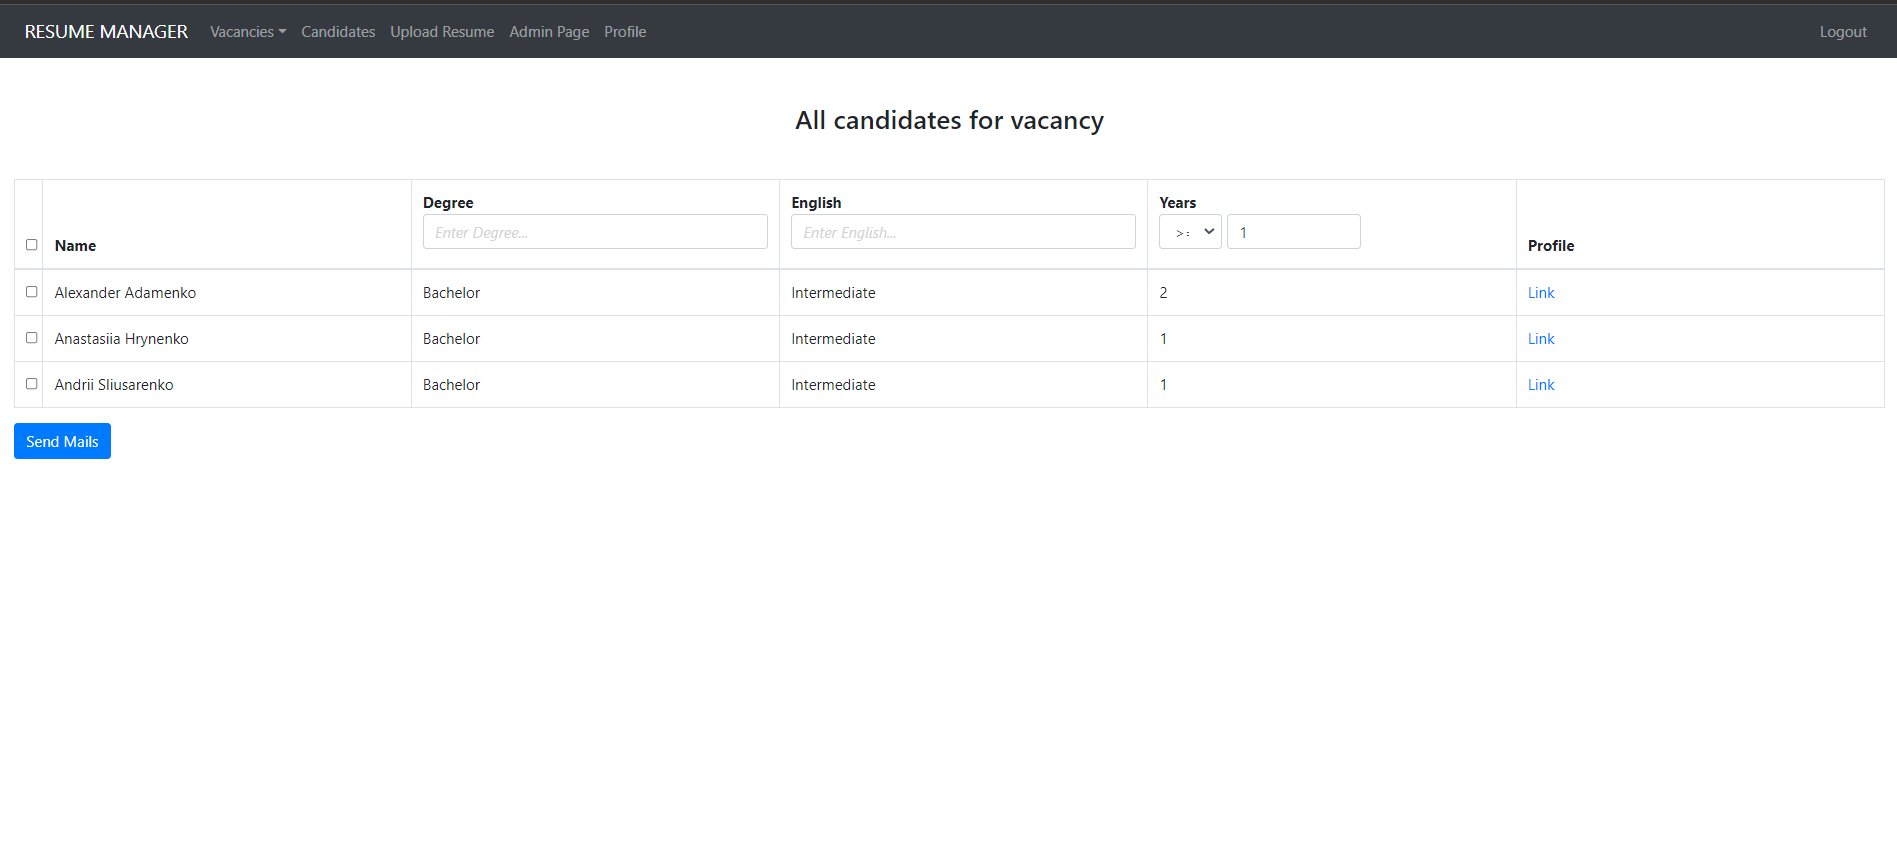 RESUME MANAGER Vacancies Candidates Upload Resume Admin Page Profile Logout
All candidates for vacancy
Degree English Years
Enter Degree... Enter English... >= 1
Name Profile
Alexander Adamenko Bachelor Intermediate 2 Link
Anastasiia Hrynenko Bachelor Intermediate 1 Link
Andrii Sliusarenko Bachelor Intermediate 1 Link
Send Mails